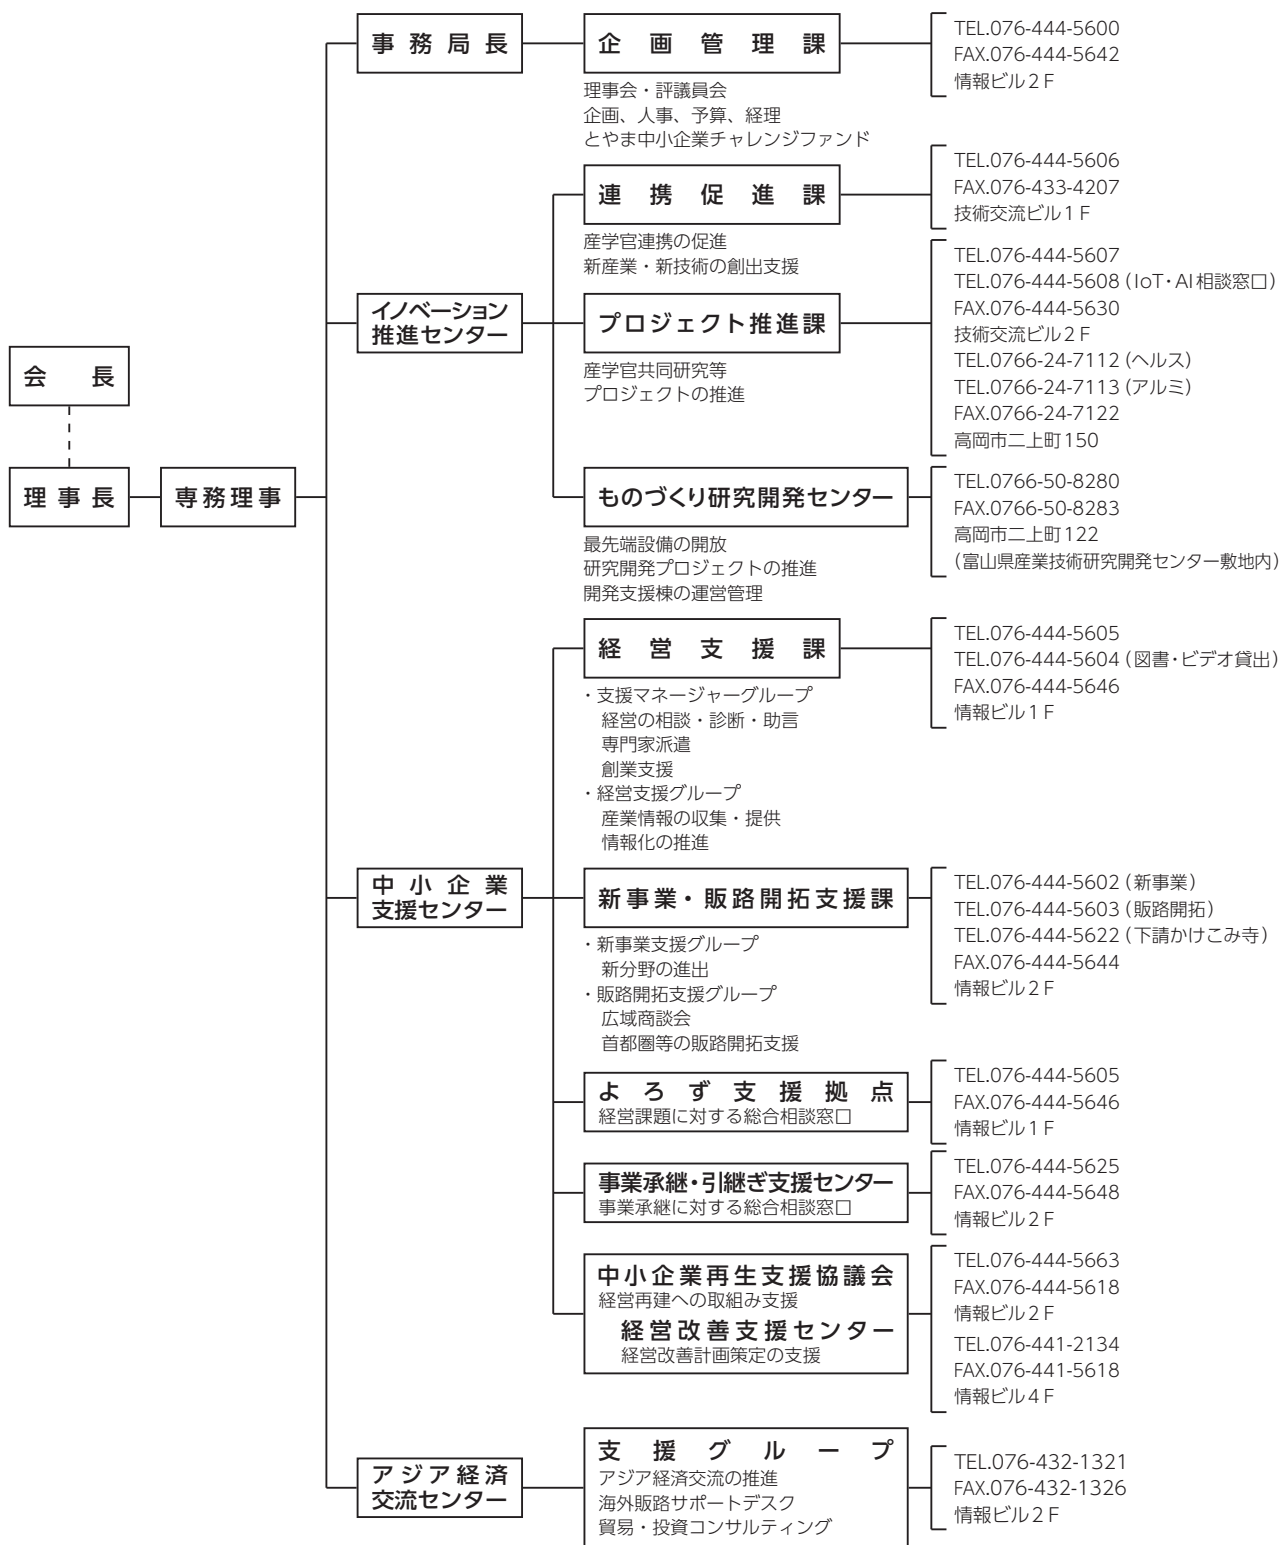 会長
理事長
専務理事
事務局長
企画管理課
理事会・評議員会
企画、人事、予算、経理
とやま中小企業チャレンジファンド
TEL.076-444-5600
FAX.076-444-5642
情報ビル2F
イノベーション
推進センター
連携促進課
産学官連携の促進
新産業・新技術の創出支援
TEL.076-444-5606
FAX.076-433-4207
技術交流ビル1F
プロジェクト推進課
産学官共同研究等
プロジェクトの推進
TEL.076-444-5607
TEL.076-444-5608(IoT・AI相談窓口)
FAX.076-444-5630
技術交流ビル2F
TEL.0766-24-7112(ヘルス)
TEL.0766-24-7113(アルミ)
FAX.0766-24-7122
高岡市二上町150
ものづくり研究開発センター
最先端設備の開放
研究開発プロジェクトの推進
開発支援棟の運営管理
TEL.0766-50-8280
FAX.0766-50-8283
高岡市二上町122
(富山県産業技術研究開発センター敷地内)
中小企業
支援センター
経営支援課
・支援マネージャーグループ
経営の相談・診断・助言
専門家派遣
創業支援
・経営支援グループ
産業情報の収集・提供
情報化の推進
TEL.076-444-5605
TEL.076-444-5604(図書・ビデオ貸出)
FAX.076-444-5646
情報ビル1F
新事業・販路開拓支援課
・新事業支援グループ
新分野の進出
・販路開拓支援グループ
広域商談会
首都圏等の販路開拓支援
TEL.076-444-5602(新事業)
TEL.076-444-5603(販路開拓)
TEL.076-444-5622(下請かけこみ寺)
FAX.076-444-5644
情報ビル2F
よろず支援拠点
経営課題に対する総合相談窓口
TEL.076-444-5605
FAX.076-444-5646
情報ビル1F
事業承継・引継ぎ支援センター
事業承継に対する総合相談窓口
TEL.076-444-5625
FAX.076-444-5648
情報ビル2F
中小企業再生支援協議会
経営再建への取組み支援
経営改善支援センター
経営改善計画策定の支援
TEL.076-444-5663
FAX.076-444-5618
情報ビル2F
TEL.076-441-2134
FAX.076-441-5618
情報ビル4F
アジア経済
交流センター
支援グループ
アジア経済交流の推進
海外販路サポートデスク
貿易・投資コンサルティング
TEL.076-432-1321
FAX.076-432-1326
情報ビル2F